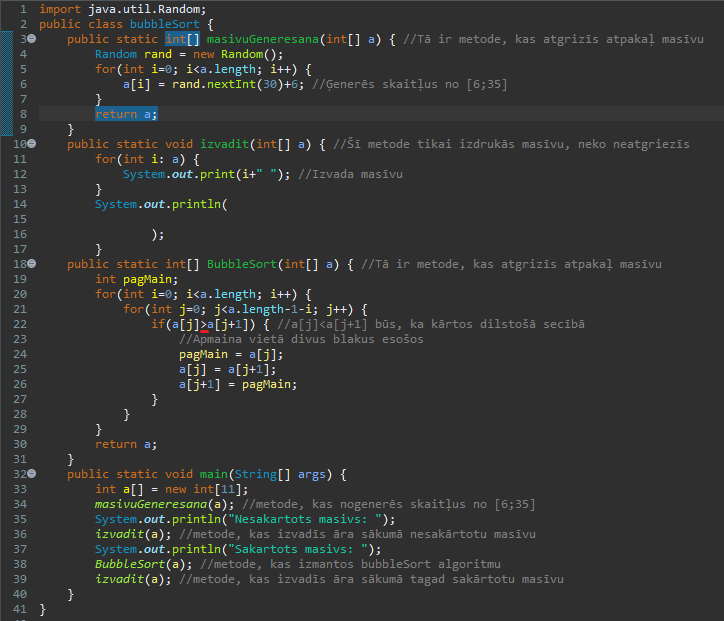 1 import java.util.Random;
2 public class bubbleSort {
3 public static int[] masivuGeneresana(int[] a) { //Tā ir metode, kas atgrizīs atpakaļ masīvu
4 Random rand = new Random();
5 for(int i=0; i<a.length; i++) {
6 a[i] = rand.nextInt(30)+6; //Ģenerēs skaitļus no [6;35]
7 }
8 return a;
9 }
10 public static void izvadit(int[] a) { //Šī metode tikai izdrukās masīvu, neko neatgriezīs
11 for(int i: a) {
12 System.out.print(i+" "); //Izvada masīvu
13 }
14 System.out.println(
15
16 );
17 }
18 public static int[] BubbleSort(int[] a) { //Tā ir metode, kas atgrizīs atpakaļ masīvu
19 int pagMain;
20 for(int i=0; i<a.length; i++) {
21 for(int j=0; j<a.length-1-i; j++) {
22 if(a[j]>a[j+1]) { //a[j]<a[j+1] būs, ka kārtos dilstošā secībā
23 //Apmaina vietā divus blakus esošos
24 pagMain = a[j];
25 a[j] = a[j+1];
26 a[j+1] = pagMain;
27 }
28 }
29 }
30 return a;
31 }
32 public static void main(String[] args) {
33 int a[] = new int[11];
34 masivuGeneresana(a); //metode, kas nogenerēs skaitļus no [6;35]
35 System.out.println("Nesakartots masivs: ");
36 izvadit(a); //metode, kas izvadīs āra sākumā nesakārtotu masīvu
37 System.out.println("Sakartots masivs: ");
38 BubbleSort(a); //metode, kas izmantos bubbleSort algoritmu
39 izvadit(a); //metode, kas izvadīs āra sākumā tagad sakārtotu masīvu
40 }
41 }